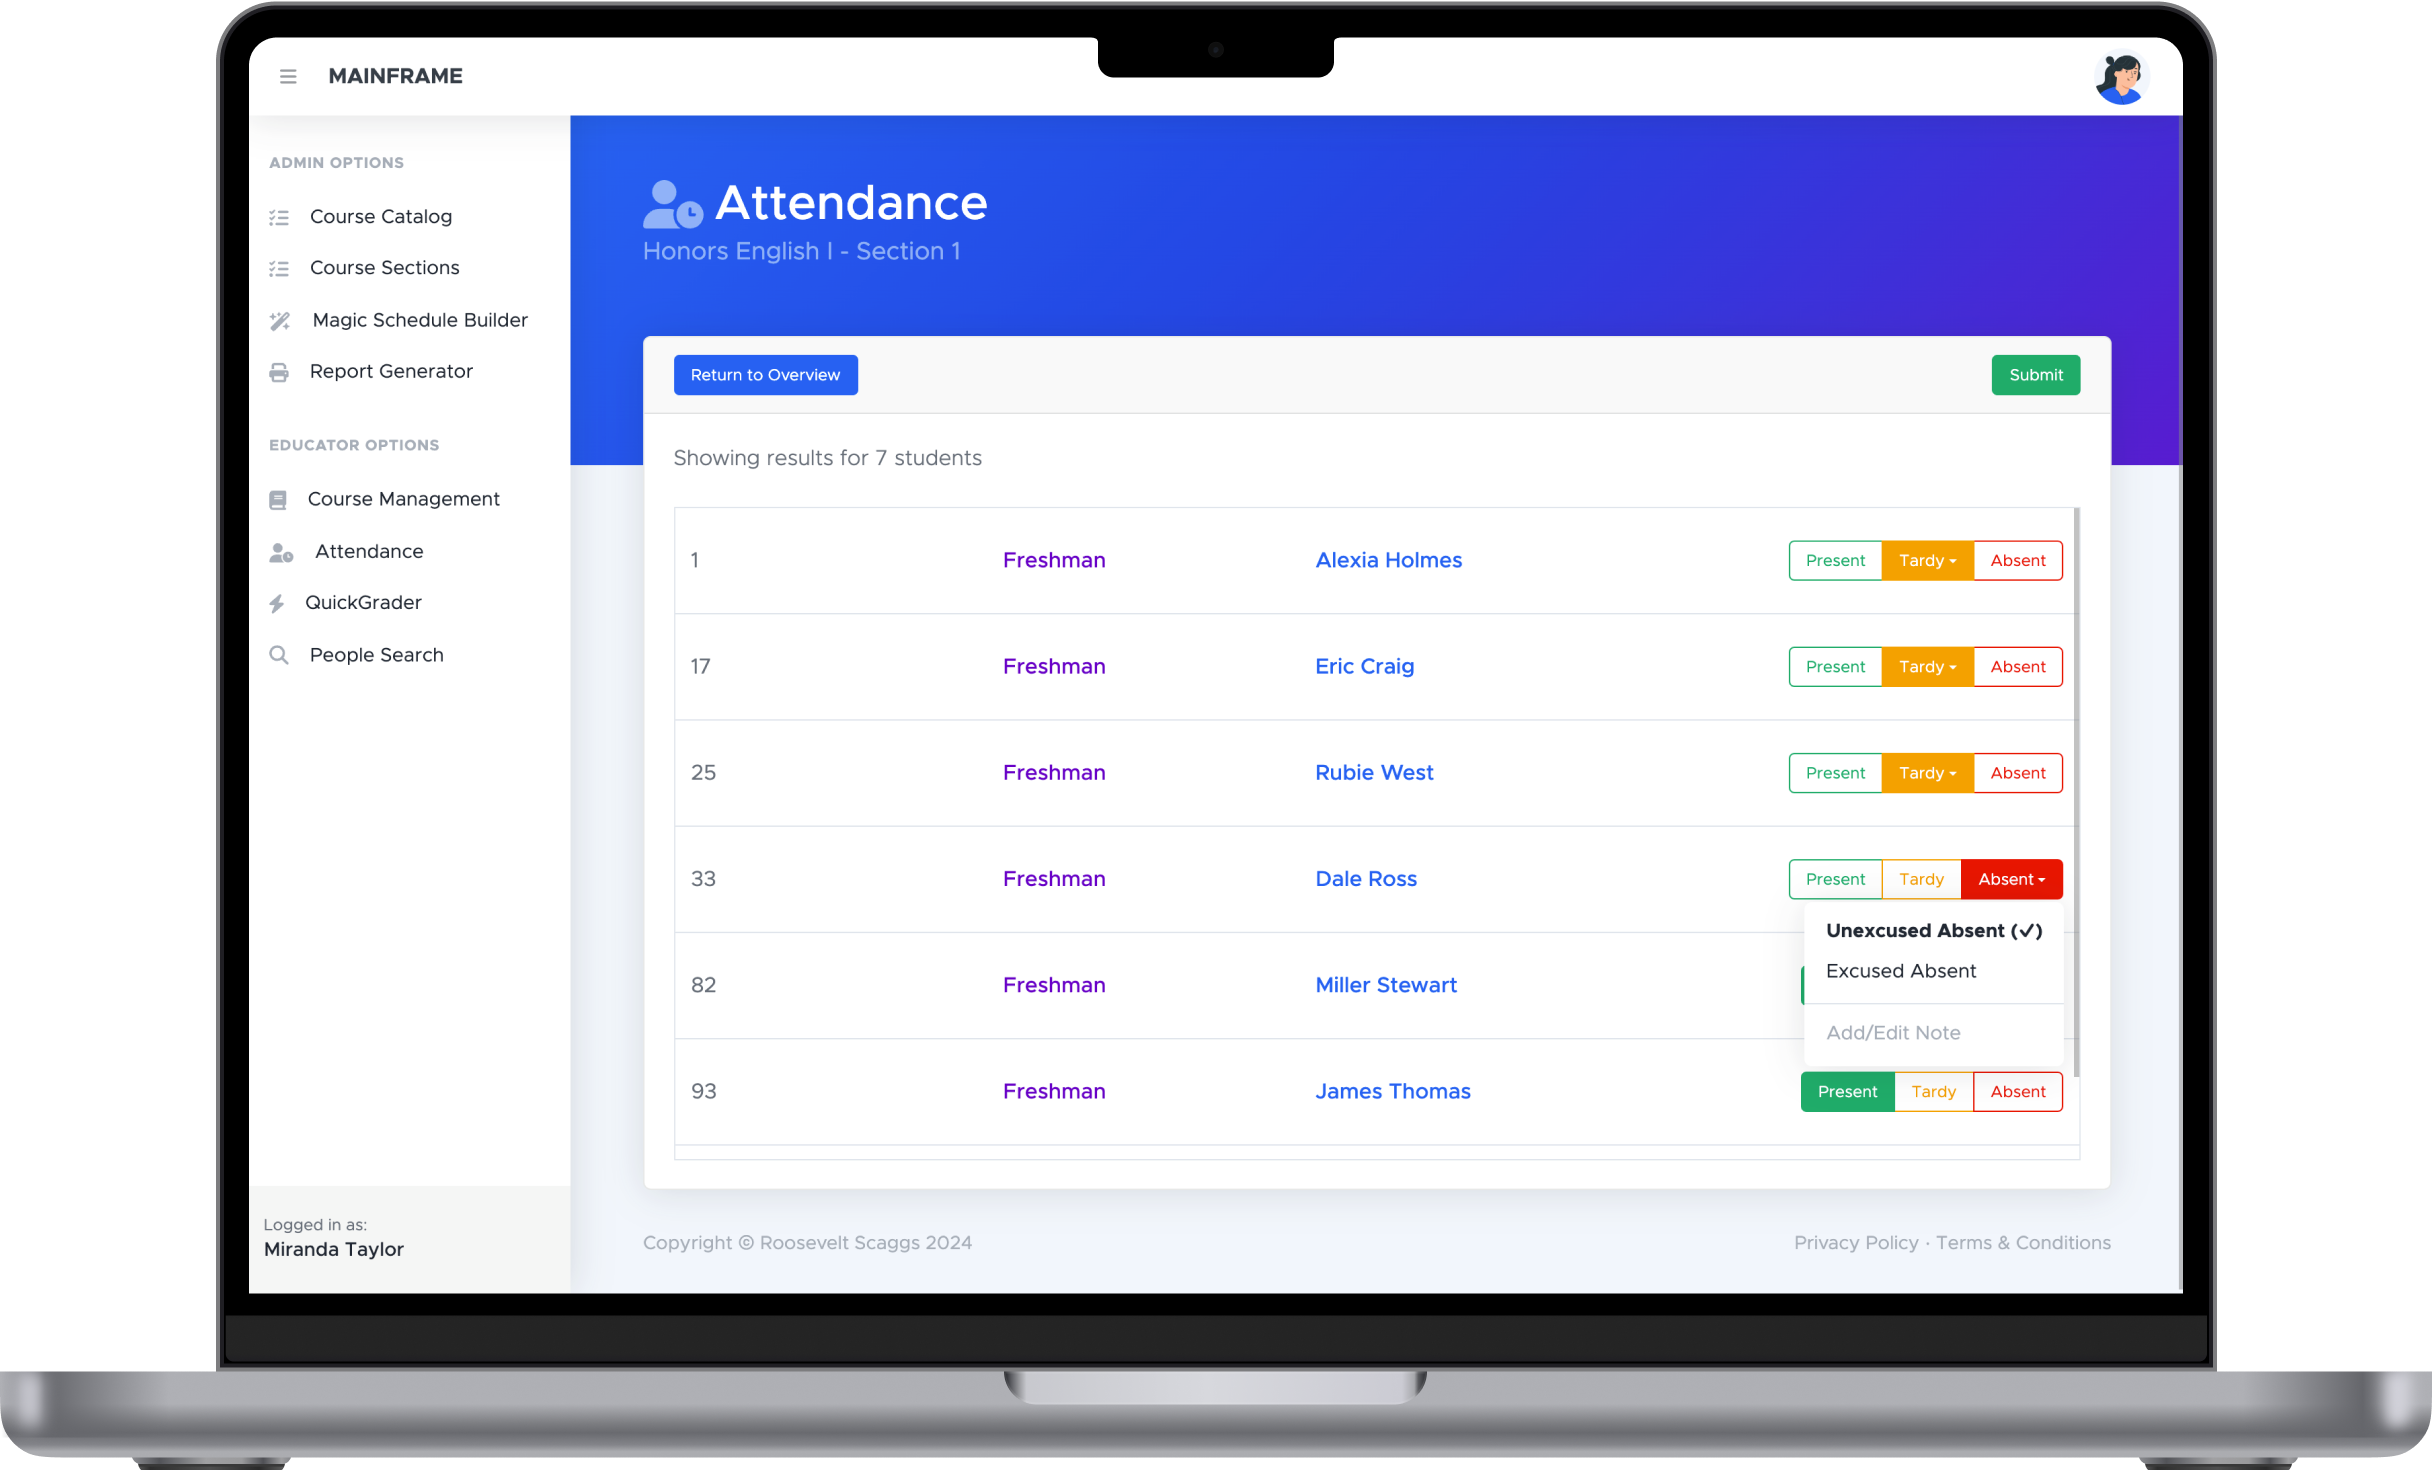 MAINFRAME
ADMIN OPTIONS
Course Catalog
Course Sections
Magic Schedule Builder
Report Generator
EDUCATOR OPTIONS
Course Management
Attendance
QuickGrader
People Search
Logged in as:
Miranda Taylor
Attendance
Honors English I - Section 1
Return to Overview Submit
Showing results for 7 students
1 Freshman Alexia Holmes Present Tardy Absent
17 Freshman Eric Craig Present Tardy Absent
25 Freshman Rubie West Present Tardy Absent
33 Freshman Dale Ross Present Tardy Absent
Unexcused Absent (✓)
Excused Absent
Add/Edit Note
82 Freshman Miller Stewart
93 Freshman James Thomas Present Tardy Absent
Copyright © Roosevelt Scaggs 2024 Privacy Policy · Terms & Conditions